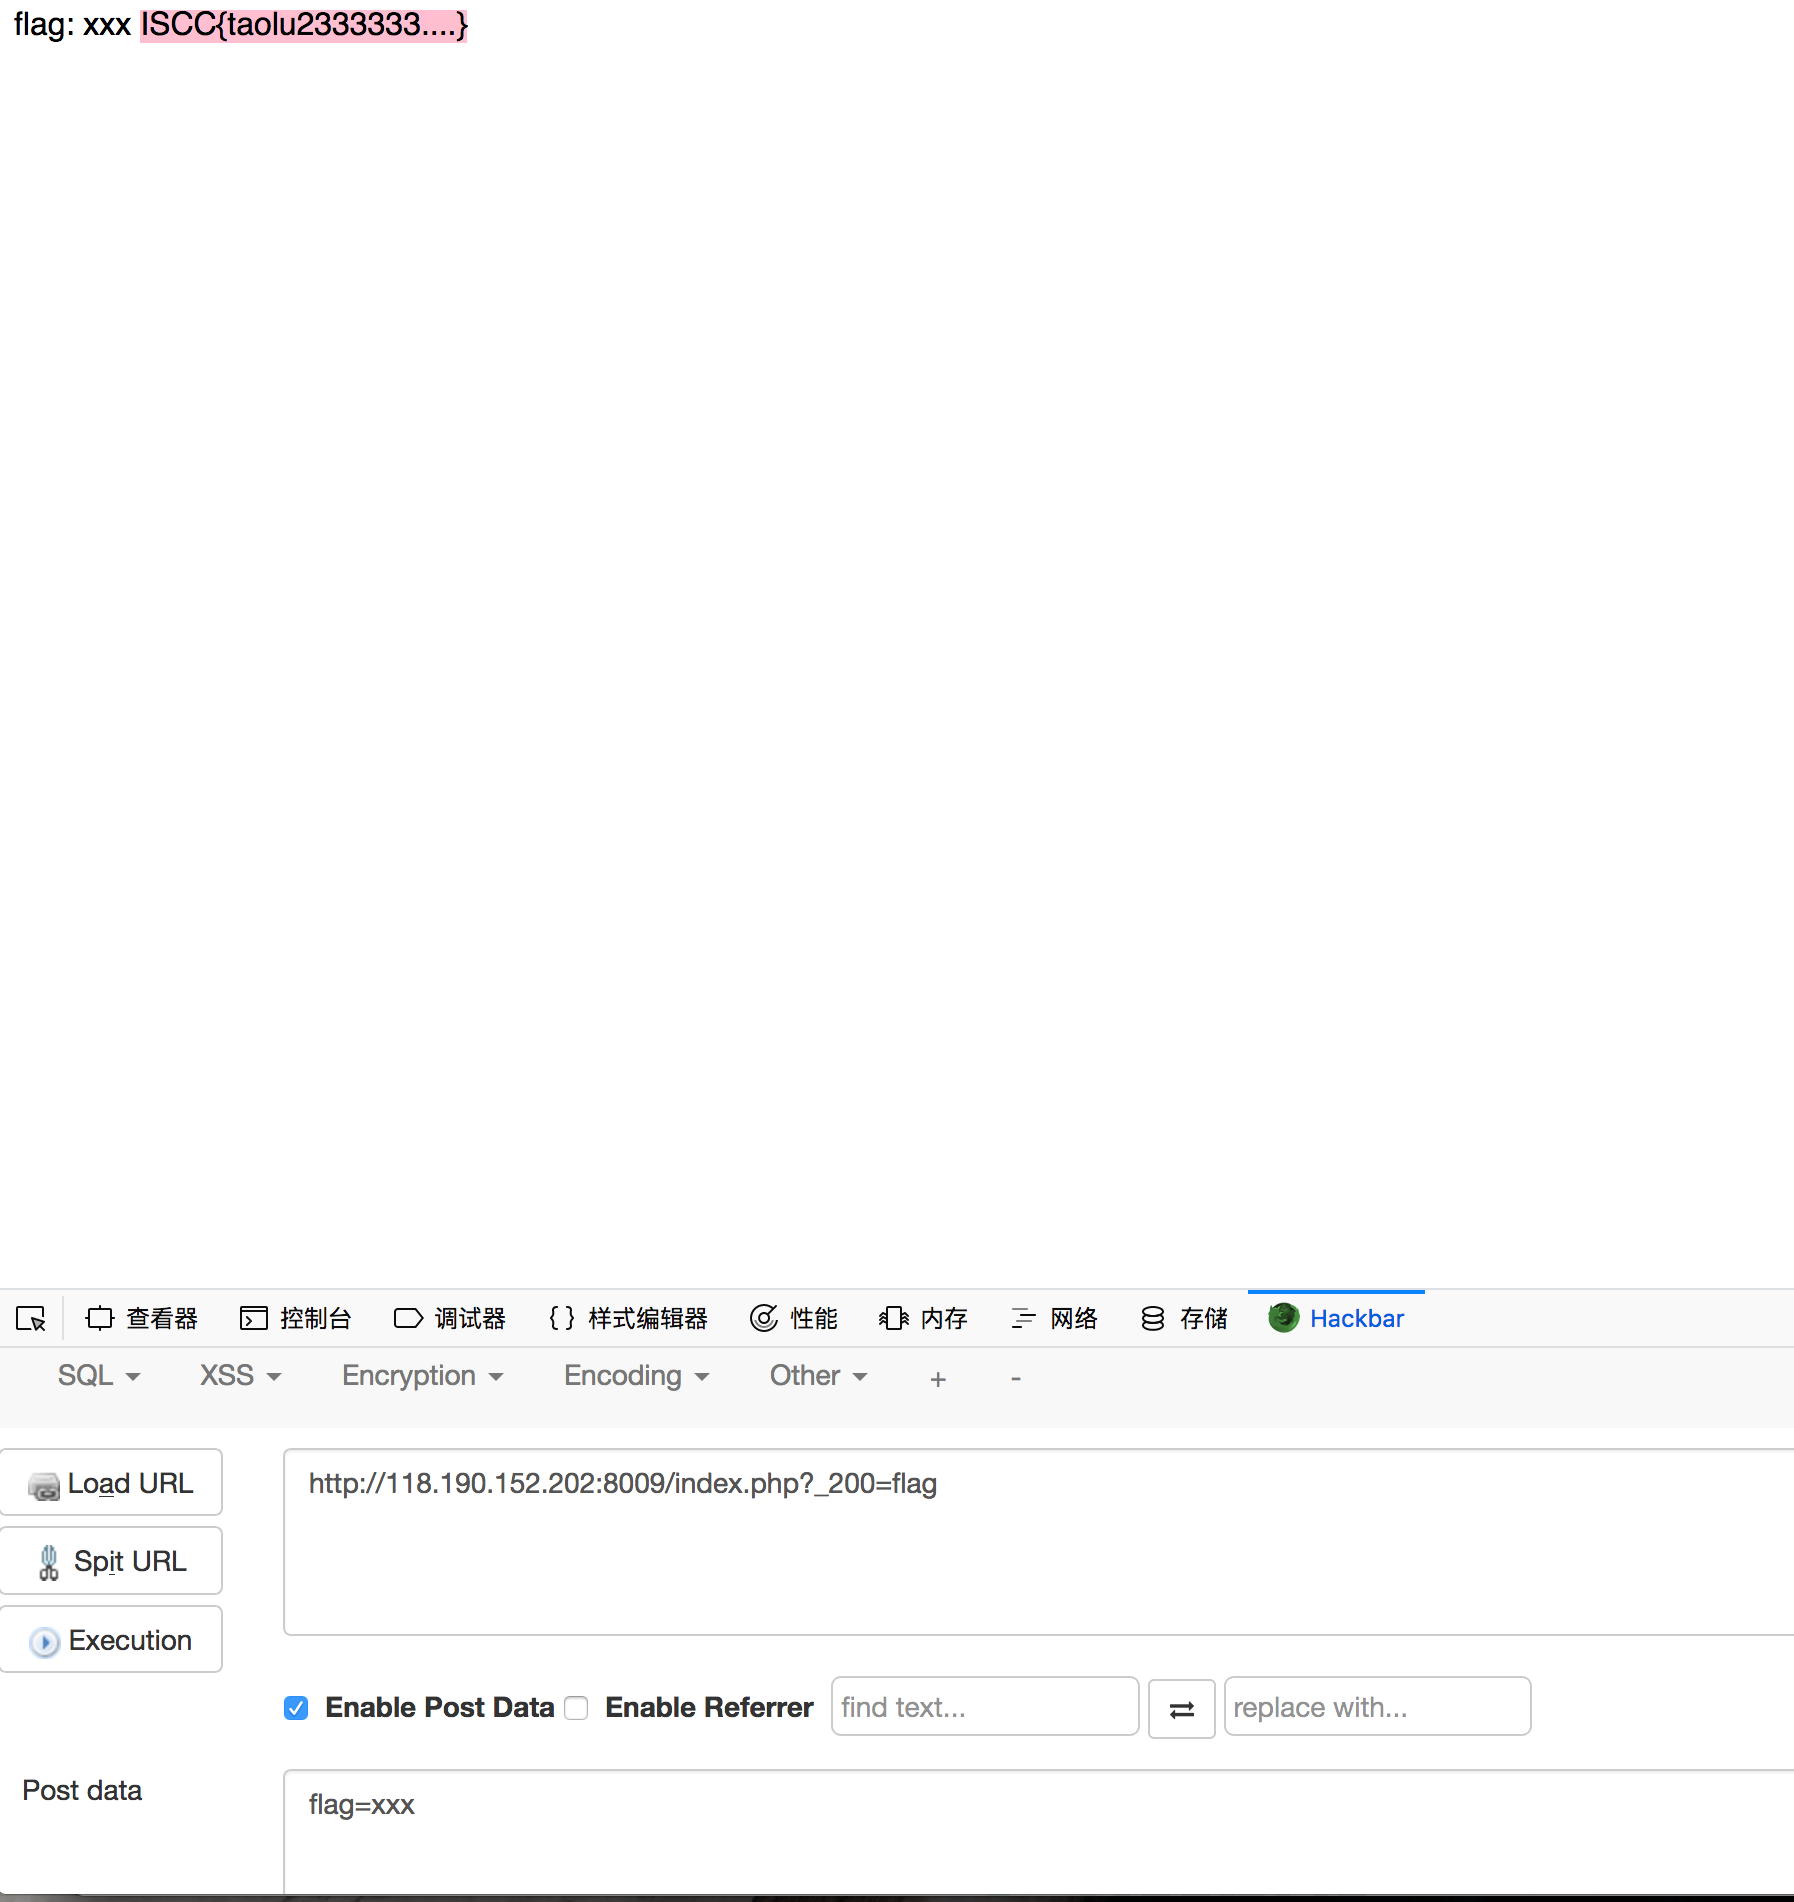 flag: xxx ISCC{taolu2333333....}
查看器 控制台 调试器 {} 样式编辑器 性能 内存 网络 存储 Hackbar
SQL XSS Encryption Encoding Other + -
Load URL
http://118.190.152.202:8009/index.php?_200=flag
Spit URL
Execution
Enable Post Data Enable Referrer find text... replace with...
Post data
flag=xxx